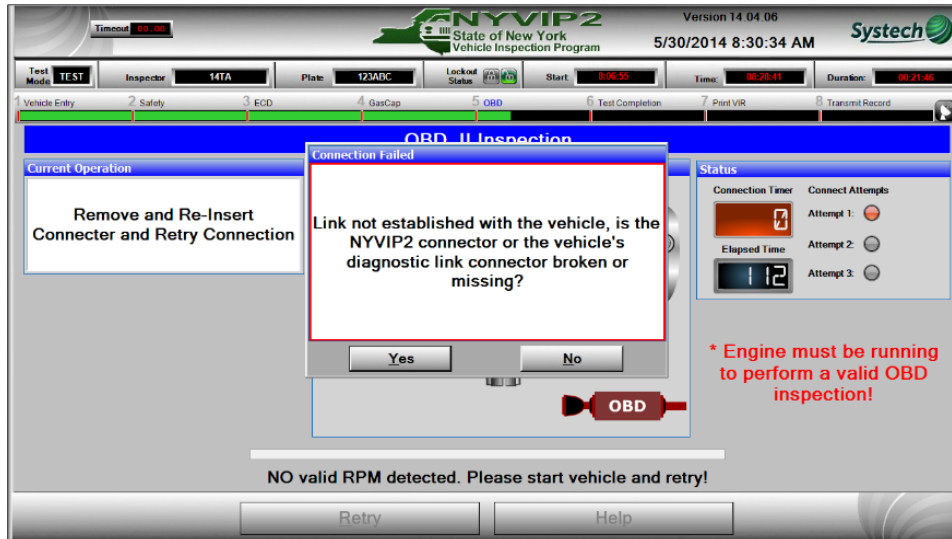 Timeout 00.00
NYVIP2
State of New York
Vehicle Inspection Program
Version 14.04.06
5/30/2014 8:30:34 AM
Systech
Test Mode TEST
Inspector 14TA
Plate 123ABC
Lockout Status
Start: 8:06:55
Time: 08:28:41
Duration: 00:21:46
1 Vehicle Entry
2 Safety
3 ECD
4 GasCap
5 OBD
6 Test Completion
7 Print VIR
8 Transmit Record
OBD II Inspection
Current Operation
Remove and Re-Insert
Connecter and Retry Connection
Connection Failed
Link not established with the vehicle, is the
NYVIP2 connector or the vehicle's
diagnostic link connector broken or
missing?
Yes
No
Status
Connection Timer
0
Elapsed Time
112
Connect Attempts
Attempt 1:
Attempt 2:
Attempt 3:
* Engine must be running
to perform a valid OBD
inspection!
OBD
NO valid RPM detected. Please start vehicle and retry!
Retry
Help